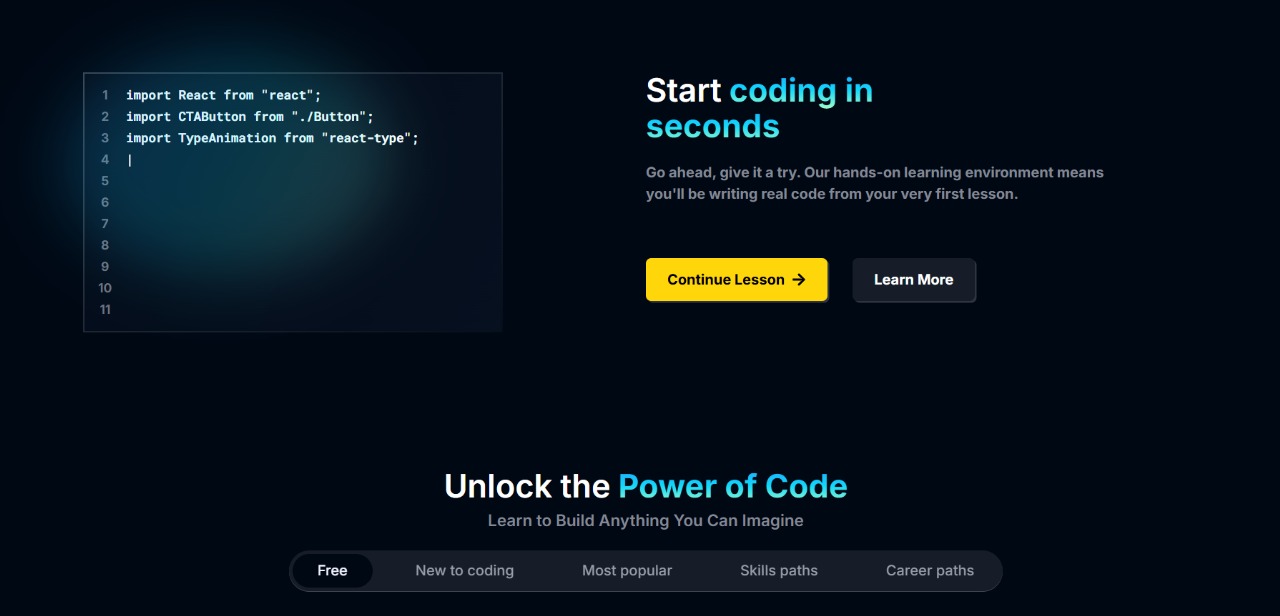 1 import React from "react";
2 import CTAButton from "./Button";
3 import TypeAnimation from "react-type";
4 |
5
6
7
8
9
10
11
Start coding in
seconds
Go ahead, give it a try. Our hands-on learning environment means
you'll be writing real code from your very first lesson.
Continue Lesson →
Learn More
Unlock the Power of Code
Learn to Build Anything You Can Imagine
Free New to coding Most popular Skills paths Career paths